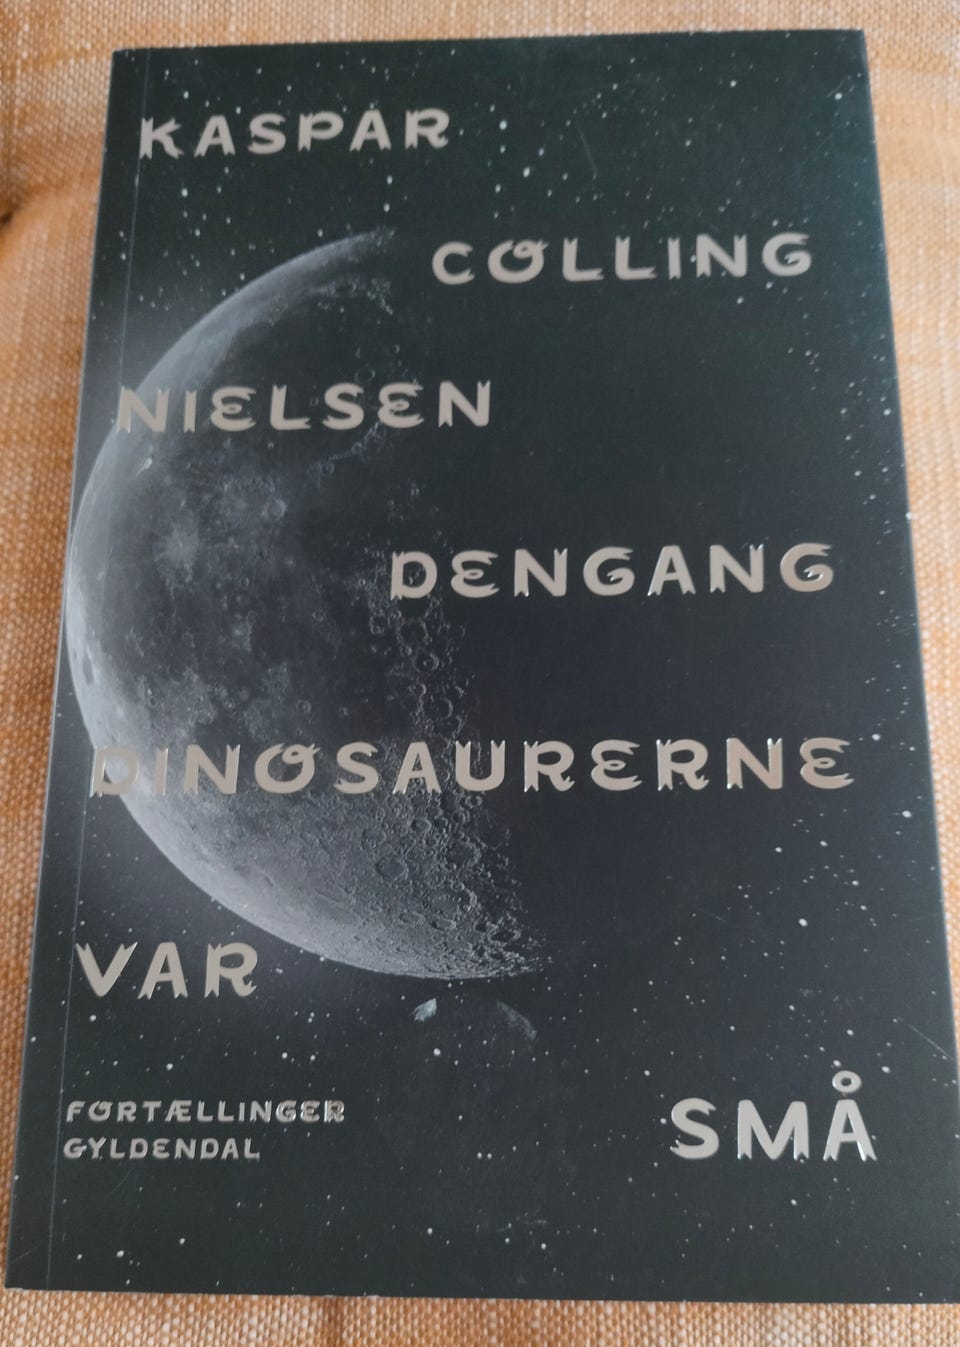 KASPAR
COLLING
NIELSEN
DENGANG
DINOSAURERNE
VAR
SMÅ
FORTÆLLINGER
GYLDENDAL